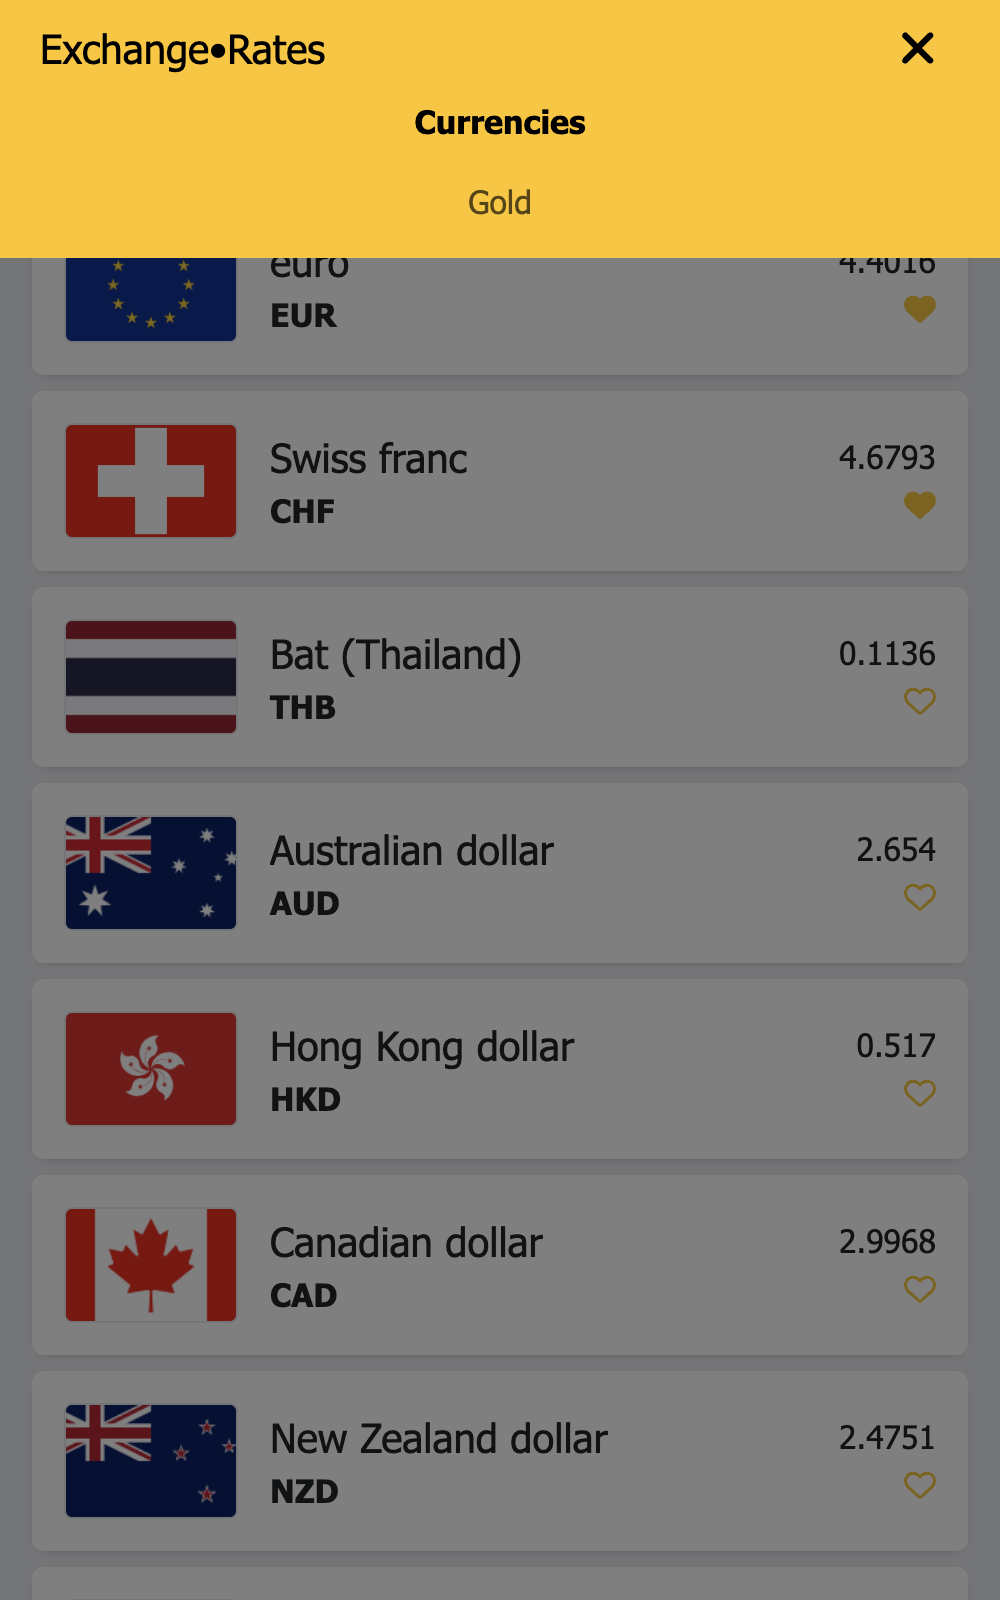 Exchange•Rates
Currencies
Gold
euro 4.4016
EUR
Swiss franc 4.6793
CHF
Bat (Thailand) 0.1136
THB
Australian dollar 2.654
AUD
Hong Kong dollar 0.517
HKD
Canadian dollar 2.9968
CAD
New Zealand dollar 2.4751
NZD